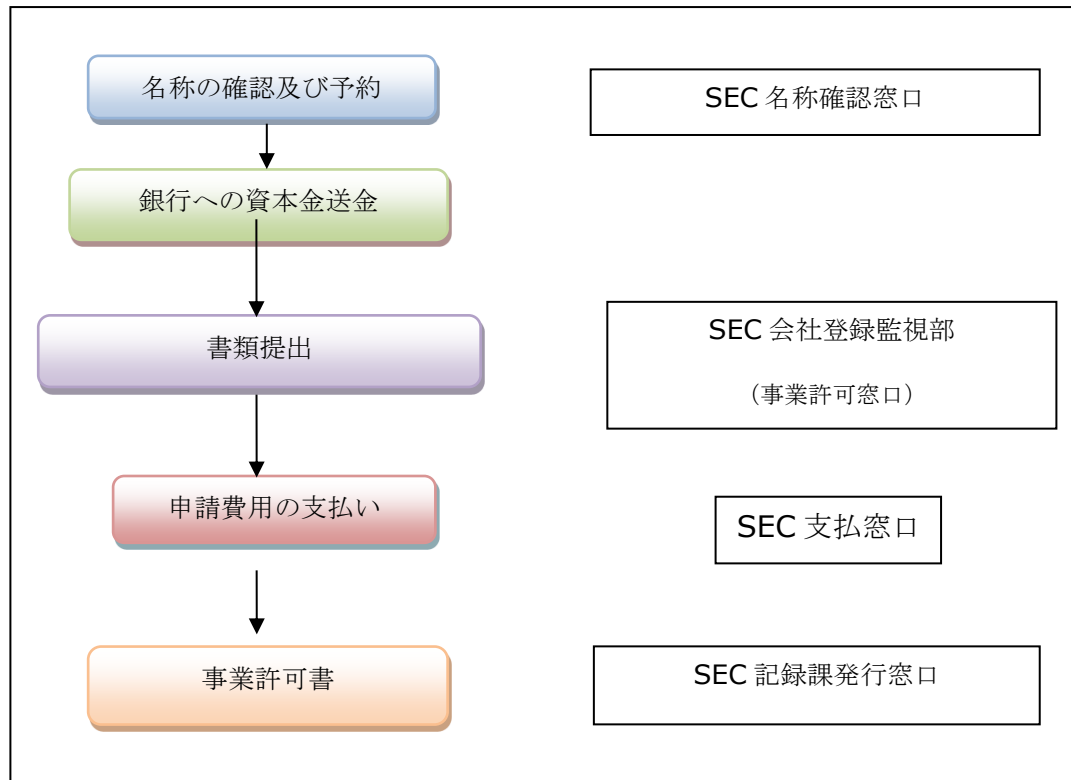 名称の確認及び予約
SEC 名称確認窓口
銀行への資本金送金
書類提出
SEC 会社登録監視部
（事業許可窓口）
申請費用の支払い
SEC 支払窓口
事業許可書
SEC 記録課発行窓口